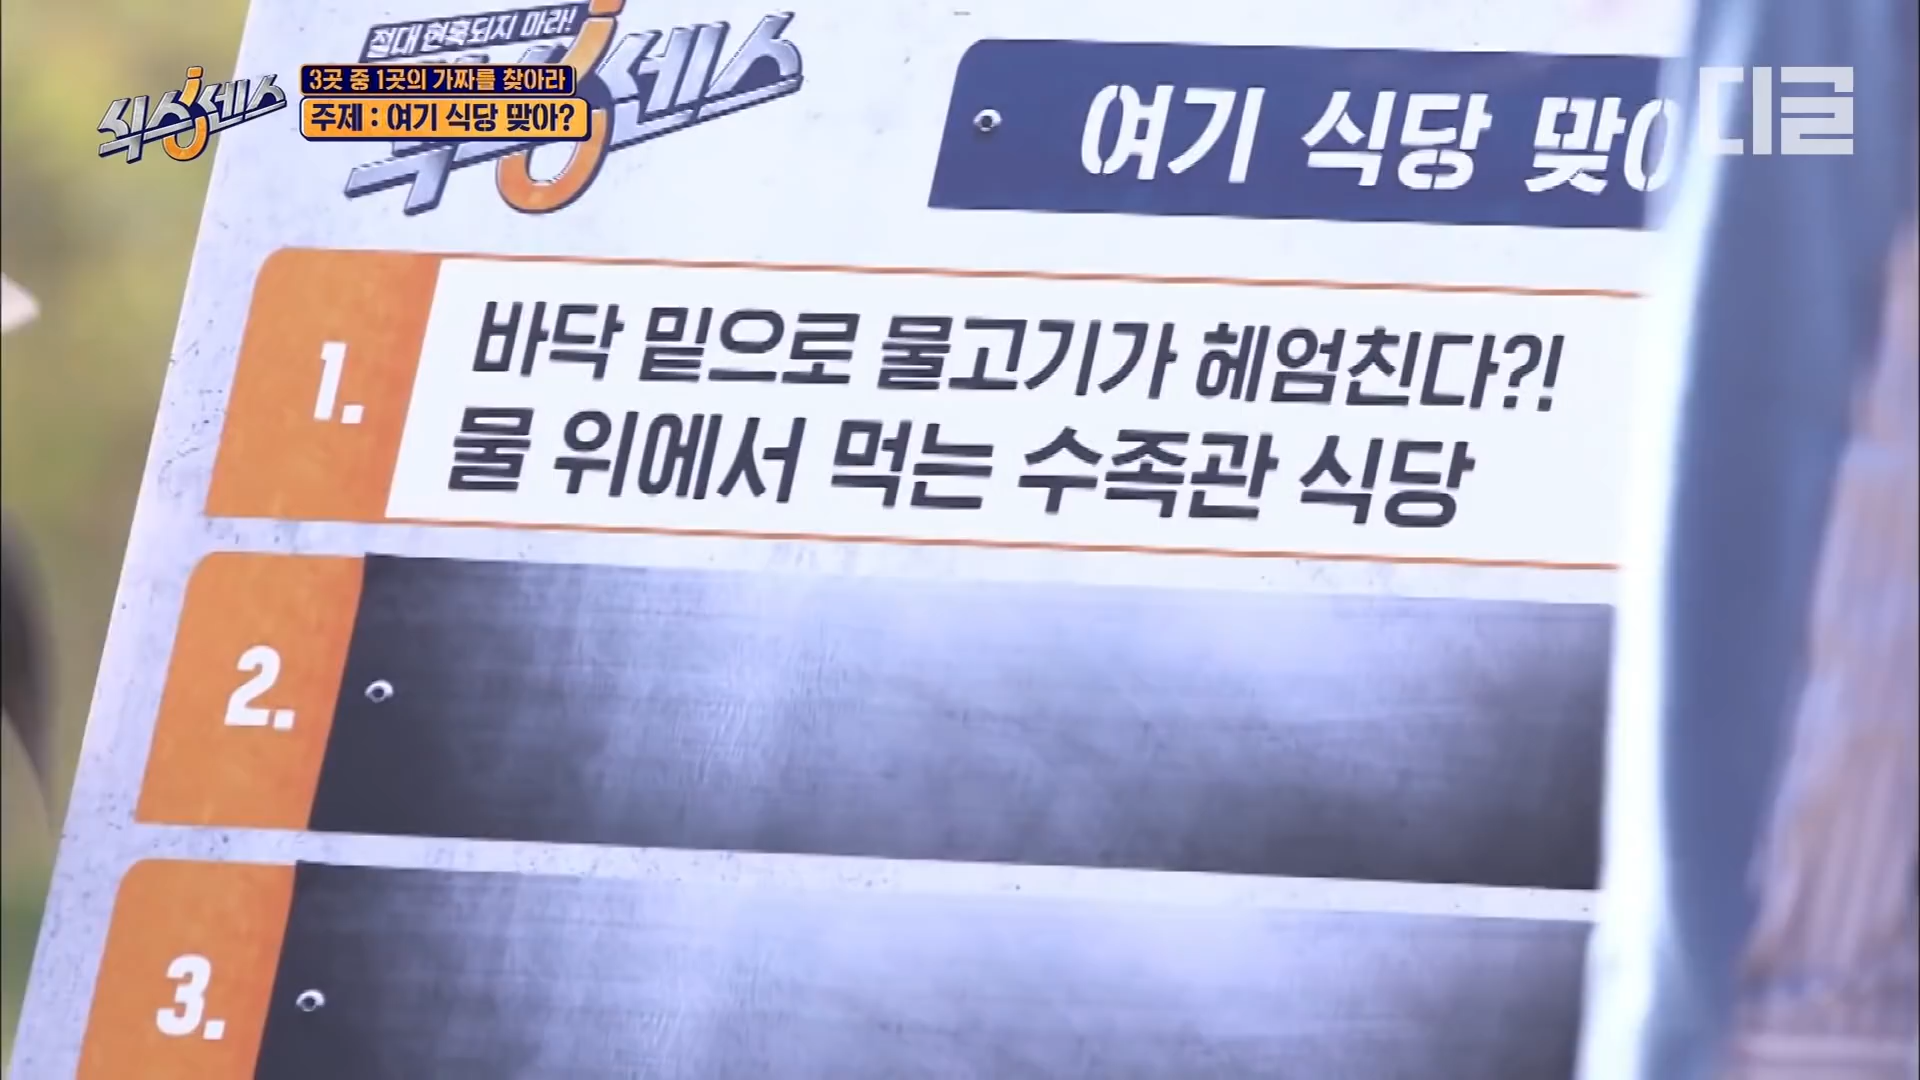 식스센스
3곳 중 1곳의 가짜를 찾아라
주제 : 여기 식당 맞아?
절대 현혹되지 마라!
센스
여기 식당 맞아
디글
1.
바닥 밑으로 물고기가 헤엄친다?!
물 위에서 먹는 수족관 식당
2.
3.